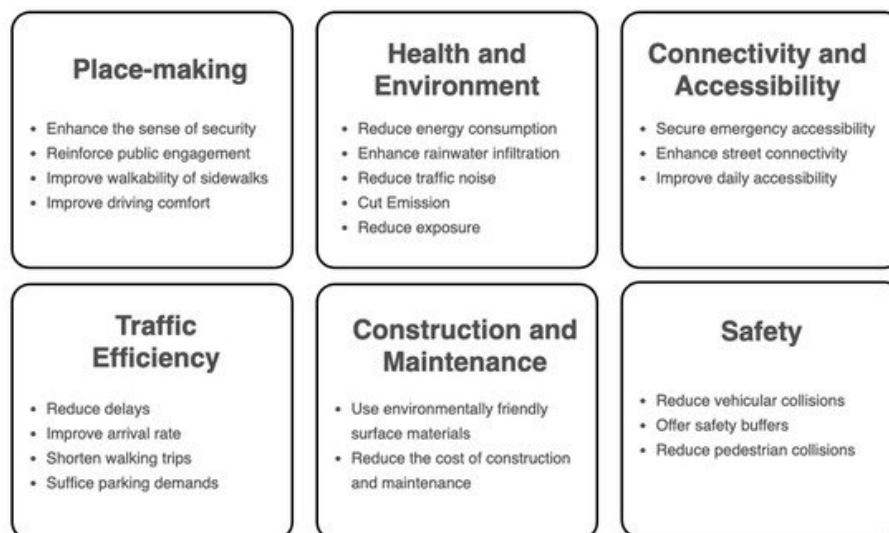 Place-making
• Enhance the sense of security
• Reinforce public engagement
• Improve walkability of sidewalks
• Improve driving comfort
Health and
Environment
• Reduce energy consumption
• Enhance rainwater infiltration
• Reduce traffic noise
• Cut Emission
• Reduce exposure
Connectivity and
Accessibility
• Secure emergency accessibility
• Enhance street connectivity
• Improve daily accessibility
Traffic
Efficiency
• Reduce delays
• Improve arrival rate
• Shorten walking trips
• Suffice parking demands
Construction and
Maintenance
• Use environmentally friendly
surface materials
• Reduce the cost of construction
and maintenance
Safety
• Reduce vehicular collisions
• Offer safety buffers
• Reduce pedestrian collisions